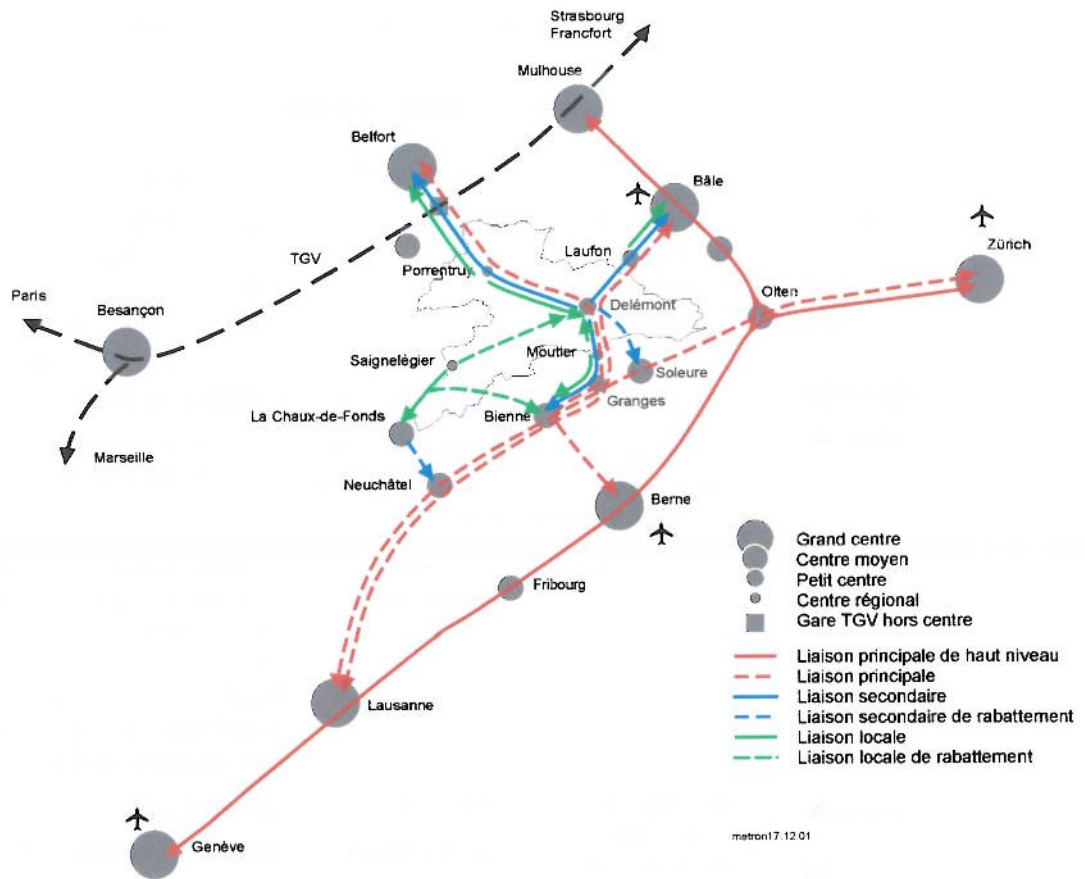 Strasbourg
Francfort
Mulhouse
Belfort
Bâle
Zürich
TGV
Laufon
Porrentruy
Paris
Besançon
Delémont
Olten
Saignelégier
Moutier
Soleure
Granges
La Chaux-de-Fonds
Bienne
Marseille
Neuchâtel
Berne
Fribourg
Lausanne
Genève
Grand centre
Centre moyen
Petit centre
Centre régional
Gare TGV hors centre
Liaison principale de haut niveau
Liaison principale
Liaison secondaire
Liaison secondaire de rabattement
Liaison locale
Liaison locale de rabattement
metron17.12.01